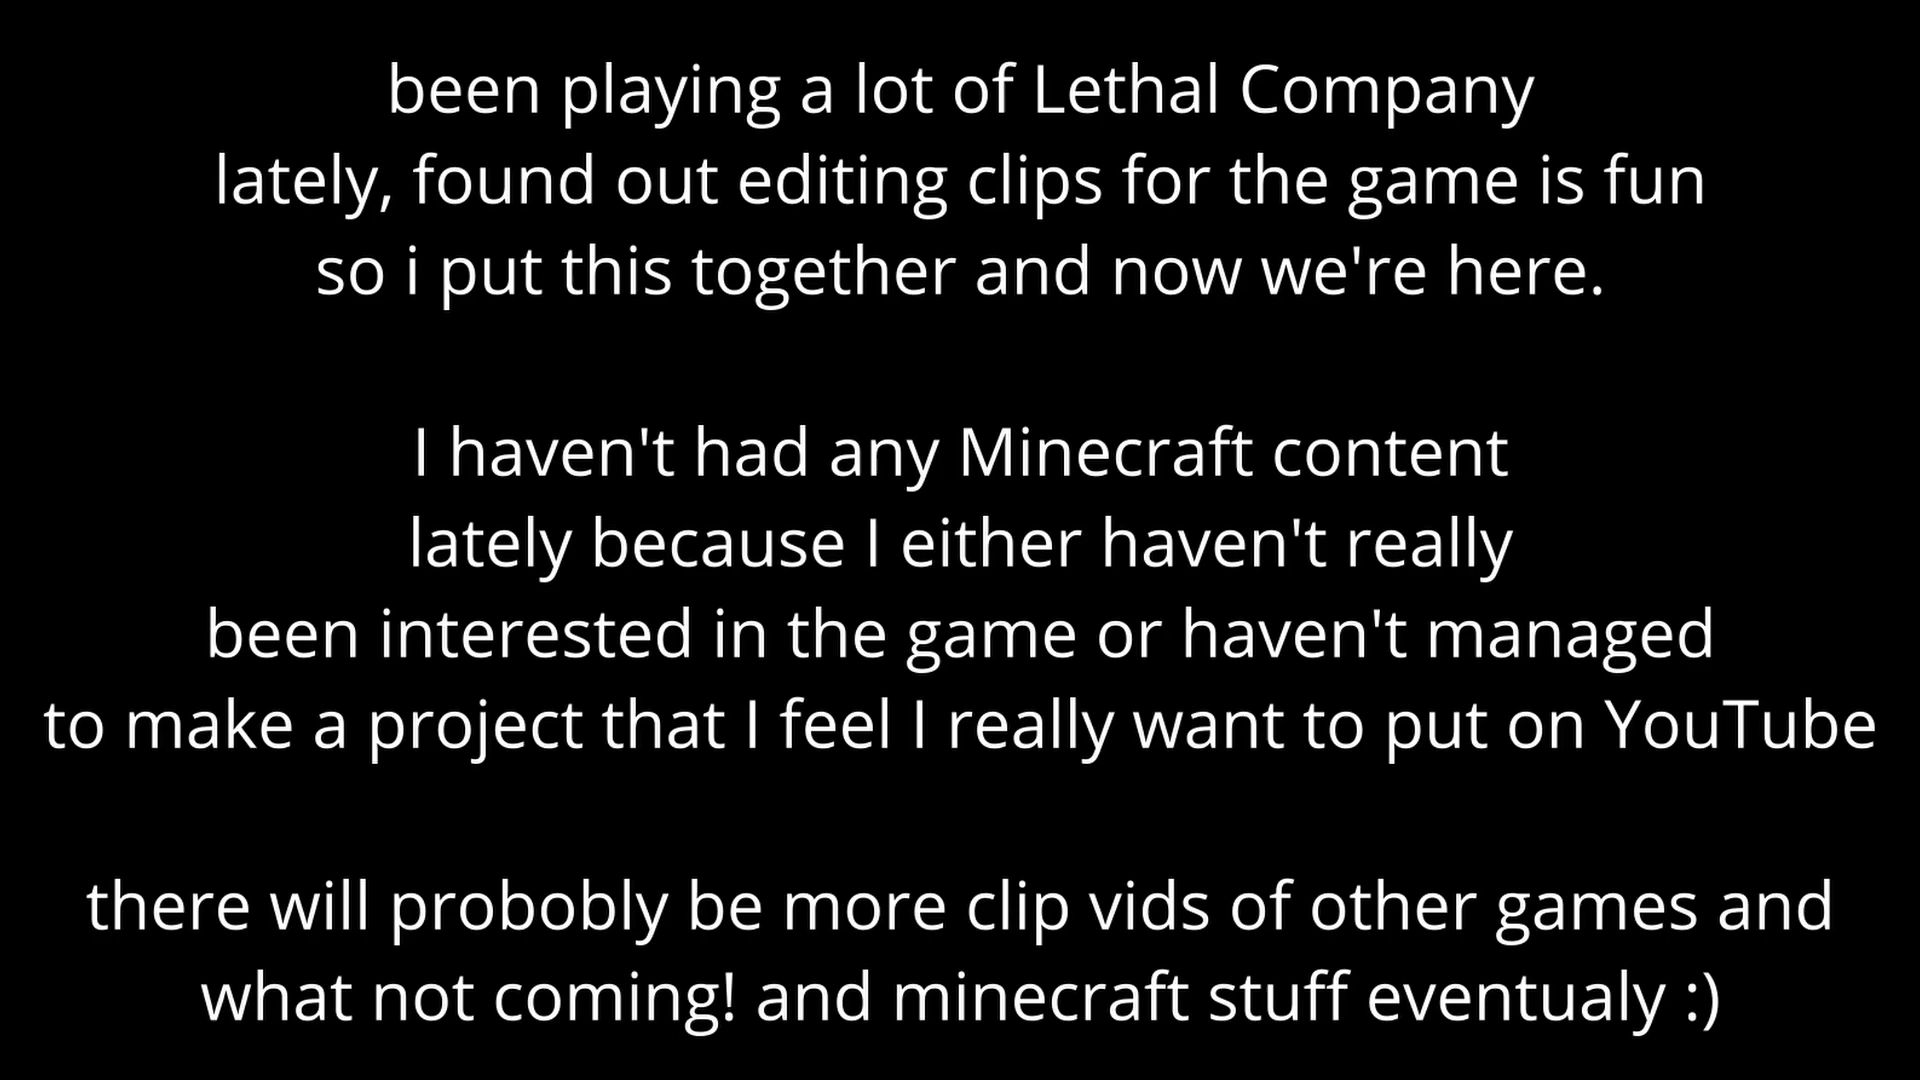 been playing a lot of Lethal Company
lately, found out editing clips for the game is fun
so i put this together and now we're here.
I haven't had any Minecraft content
lately because I either haven't really
been interested in the game or haven't managed
to make a project that I feel I really want to put on YouTube
there will probobly be more clip vids of other games and
what not coming! and minecraft stuff eventualy :)